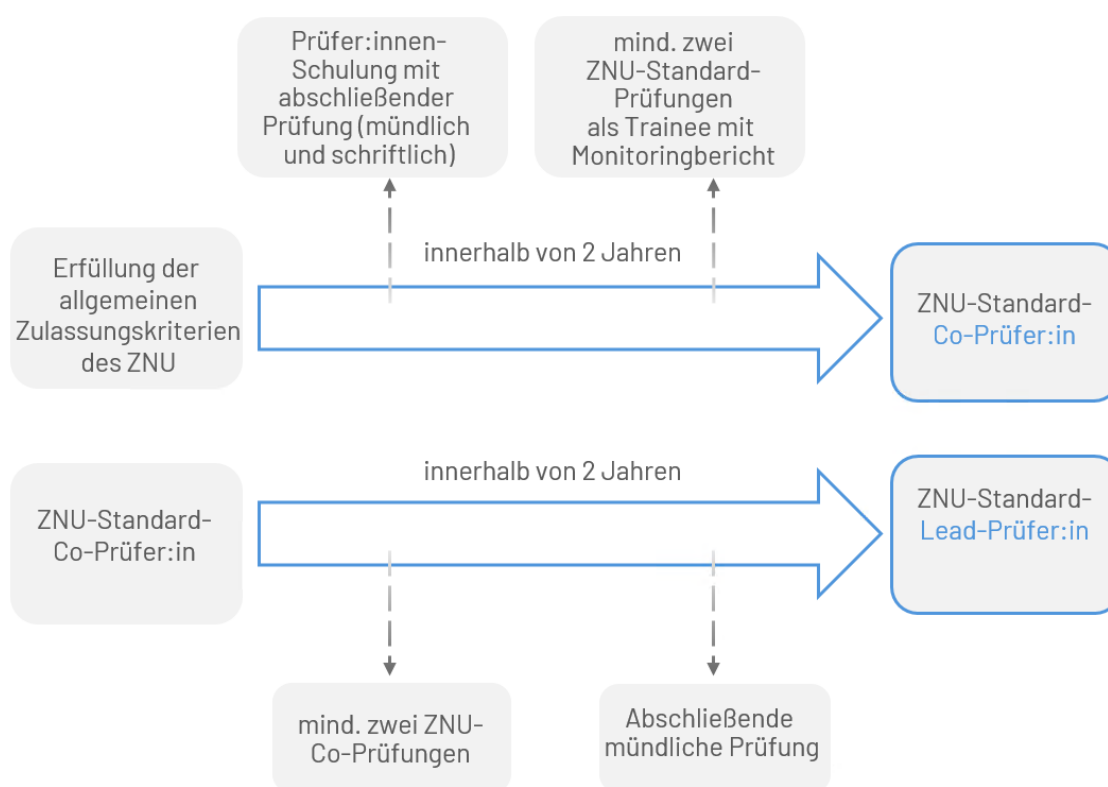 Prüfer:innen-
Schulung mit
abschließender
Prüfung (mündlich
und schriftlich)
mind. zwei
ZNU-Standard-
Prüfungen
als Trainee mit
Monitoringbericht
Erfüllung der
allgemeinen
Zulassungskriterien
des ZNU
innerhalb von 2 Jahren
ZNU-Standard-
Co-Prüfer:in
ZNU-Standard-
Co-Prüfer:in
innerhalb von 2 Jahren
ZNU-Standard-
Lead-Prüfer:in
mind. zwei ZNU-
Co-Prüfungen
Abschließende
mündliche Prüfung